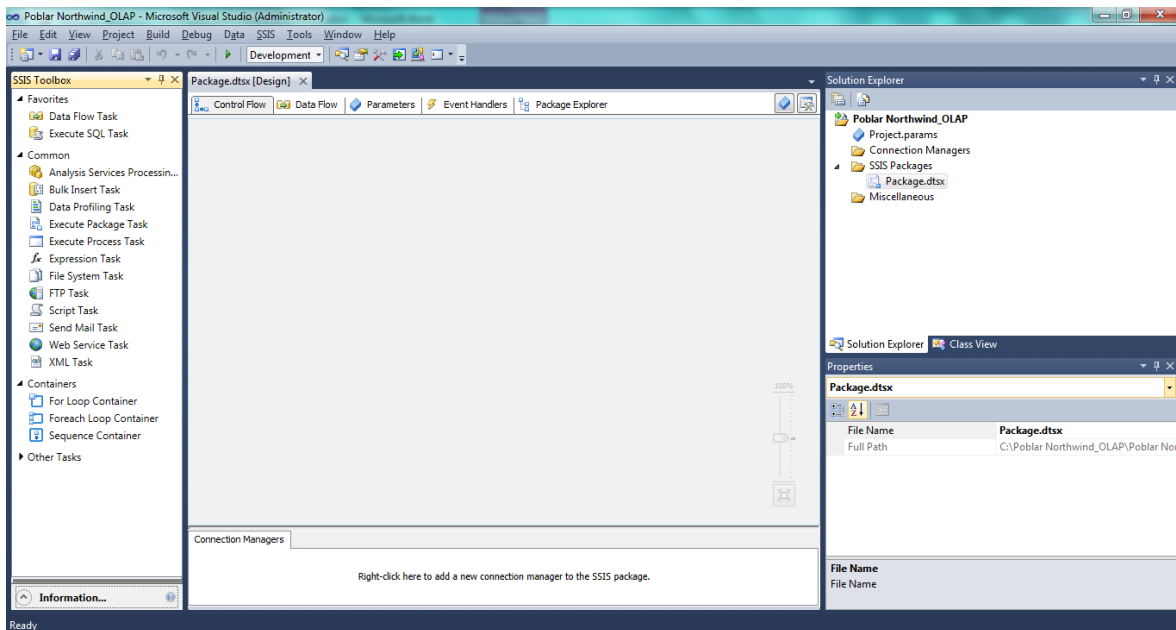 Poblar Northwind_OLAP - Microsoft Visual Studio (Administrator)
File Edit View Project Build Debug Data SSIS Tools Window Help
Development
SSIS Toolbox
Favorites
Data Flow Task
Execute SQL Task
Common
Analysis Services Processin...
Bulk Insert Task
Data Profiling Task
Execute Package Task
Execute Process Task
Expression Task
File System Task
FTP Task
Script Task
Send Mail Task
Web Service Task
XML Task
Containers
For Loop Container
Foreach Loop Container
Sequence Container
Other Tasks
Information...
Package.dtsx [Design]
Control Flow Data Flow Parameters Event Handlers Package Explorer
100%
Connection Managers
Right-click here to add a new connection manager to the SSIS package.
Solution Explorer
Poblar Northwind_OLAP
Project.params
Connection Managers
SSIS Packages
Package.dtsx
Miscellaneous
Solution Explorer Class View
Properties
Package.dtsx
File Name Package.dtsx
Full Path C:\Poblar Northwind_OLAP\Poblar Nor
File Name
File Name
Ready